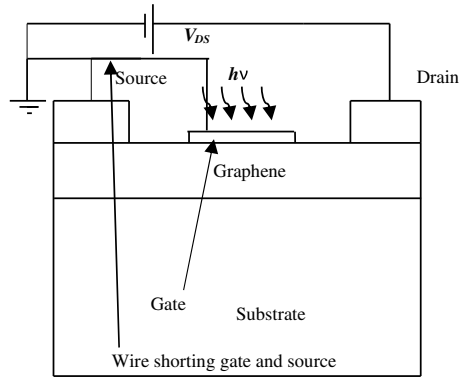 V_DS
Source
hν
Drain
Graphene
Gate
Substrate
Wire shorting gate and source